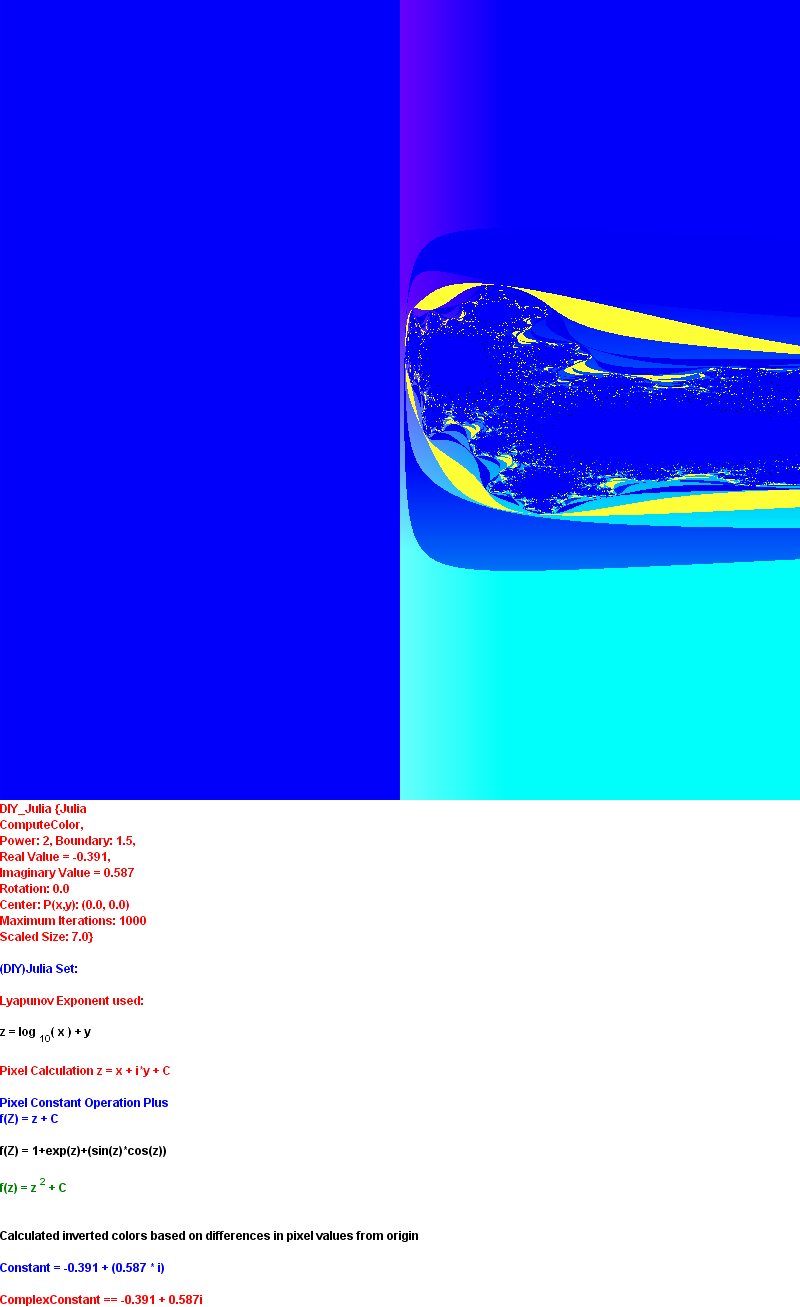 DIY_Julia {Julia
ComputeColor,
Power: 2, Boundary: 1.5,
Real Value = -0.391,
Imaginary Value = 0.587
Rotation: 0.0
Center: P(x,y): (0.0, 0.0)
Maximum Iterations: 1000
Scaled Size: 7.0}
(DIY)Julia Set:
Lyapunov Exponent used:
z = log 10( x ) + y
Pixel Calculation z = x + i*y + C
Pixel Constant Operation Plus
f(Z) = z + C
f(Z) = 1+exp(z)+(sin(z)*cos(z))
f(z) = z 2 + C
Calculated inverted colors based on differences in pixel values from origin
Constant = -0.391 + (0.587 * i)
ComplexConstant == -0.391 + 0.587i